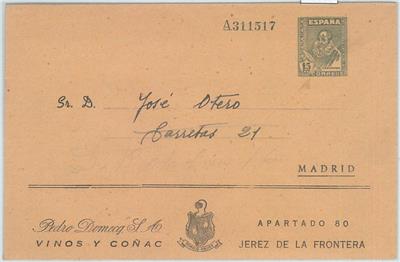 A311517
ESPAÑA
15
CORREOS
Sr. D. José Otero
Carretas 21
MADRID
Pedro Domecq S.A.
VINOS Y COÑAC
APARTADO 80
JEREZ DE LA FRONTERA